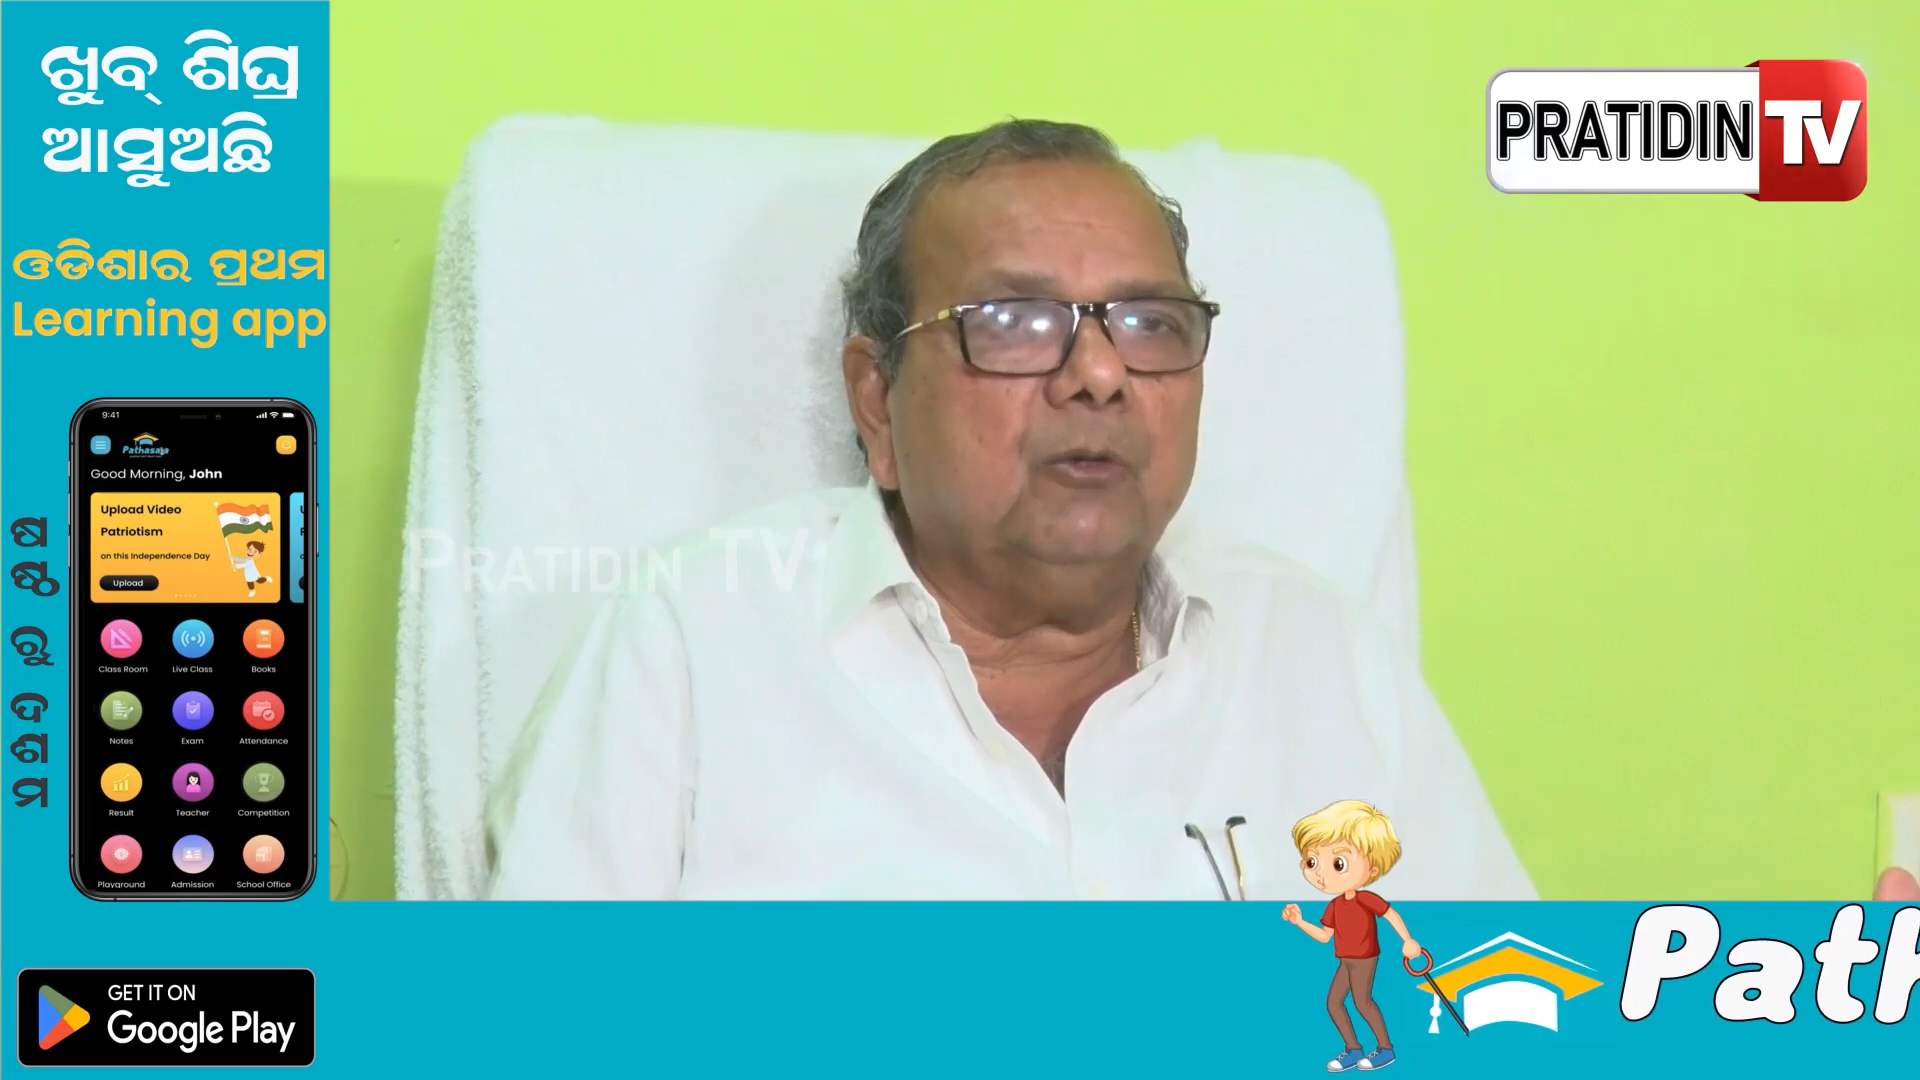 ଖୁବ୍ ଶିଘ୍ର
ଆସୁଅଛି
ଓଡିଶାର ପ୍ରଥମ
Learning app
ଷଷ୍ଠ ରୁ ଦଶମ
9:41
Pathasala
Good Morning, John
Upload Video
Patriotism
on this Independence Day
Upload
Class Room
Live Class
Books
Notes
Exam
Attendance
Result
Teacher
Competition
Playground
Admission
School Office
GET IT ON
Google Play
PRATIDIN TV
PRATIDIN TV
Path